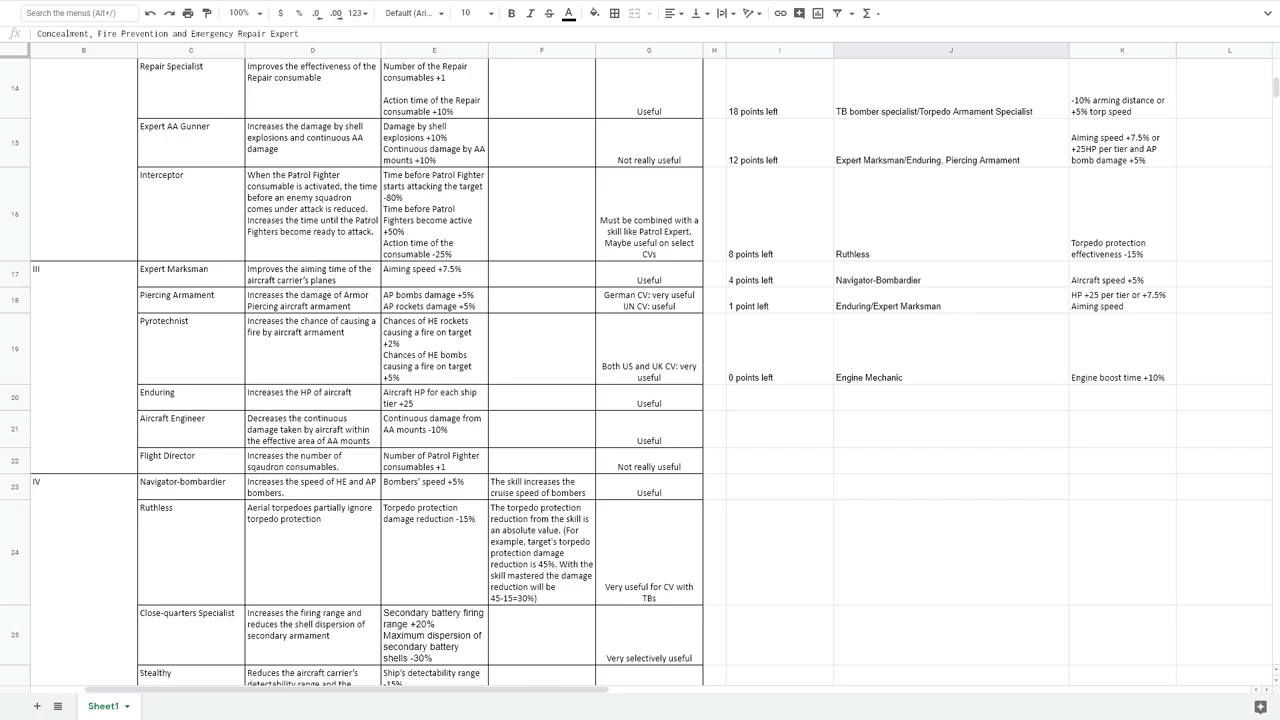 Search the menus (Alt+/)
100%
$
%
.0
.00
123
Default (Ari...
10
B
I
S
A
Σ
fx
Concealment, Fire Prevention and Emergency Repair Expert
B
C
D
E
F
G
H
I
J
K
L
14
Repair Specialist
Improves the effectiveness of the
Repair consumable
Number of the Repair
consumables +1
Action time of the Repair
consumable +10%
Useful
18 points left
TB bomber specialist/Torpedo Armament Specialist
-10% arming distance or
+5% torp speed
15
Expert AA Gunner
Increases the damage by shell
explosions and continuous AA
damage
Damage by shell
explosions +10%
Continuous damage by AA
mounts +10%
Not really useful
12 points left
Expert Marksman/Enduring, Piercing Armament
Aiming speed +7.5% or
+25HP per tier and AP
bomb damage +5%
16
Interceptor
When the Patrol Fighter
consumable is activated, the time
before an enemy squadron
comes under attack is reduced.
Increases the time until the Patrol
Fighters become ready to attack.
Time before Patrol Fighter
starts attacking the target
-80%
Time before Patrol
Fighters become active
+50%
Action time of the
consumable -25%
Must be combined with a
skill like Patrol Expert.
Maybe useful on select
CVs
8 points left
Ruthless
Torpedo protection
effectiveness -15%
17
III
Expert Marksman
Improves the aiming time of the
aircraft carrier's planes
Aiming speed +7.5%
Useful
4 points left
Navigator-Bombardier
Aircraft speed +5%
18
Piercing Armament
Increases the damage of Armor
Piercing aircraft armament
AP bombs damage +5%
AP rockets damage +5%
German CV: very useful
IJN CV: useful
1 point left
Enduring/Expert Marksman
HP +25 per tier or +7.5%
Aiming speed
19
Pyrotechnist
Increases the chance of causing a
fire by aircraft armament
Chances of HE rockets
causing a fire on target
+2%
Chances of HE bombs
causing a fire on target
+5%
Both US and UK CV: very
useful
0 points left
Engine Mechanic
Engine boost time +10%
20
Enduring
Increases the HP of aircraft
Aircraft HP for each ship
tier +25
Useful
21
Aircraft Engineer
Decreases the continuous
damage taken by aircraft within
the effective area of AA mounts
Continuous damage from
AA mounts -10%
Useful
22
Flight Director
Increases the number of
sqaudron consumables.
Number of Patrol Fighter
consumables +1
Not really useful
23
IV
Navigator-bombardier
Increases the speed of HE and AP
bombers.
Bombers' speed +5%
The skill increases the
cruise speed of bombers
Useful
24
Ruthless
Aerial torpedoes partially ignore
torpedo protection
Torpedo protection
damage reduction -15%
The torpedo protection
reduction from the skill is
an absolute value. (For
example, target's torpedo
protection damage
reduction is 45%. With the
skill mastered the damage
reduction will be
45-15=30%)
Very useful for CV with
TBs
25
Close-quarters Specialist
Increases the firing range and
reduces the shell dispersion of
secondary armament
Secondary battery firing
range +20%
Maximum dispersion of
secondary battery
shells -30%
Very selectively useful
Stealthy
Reduces the aircraft carrier's
detectability range and the
Ship's detectability range
-15%
Sheet1